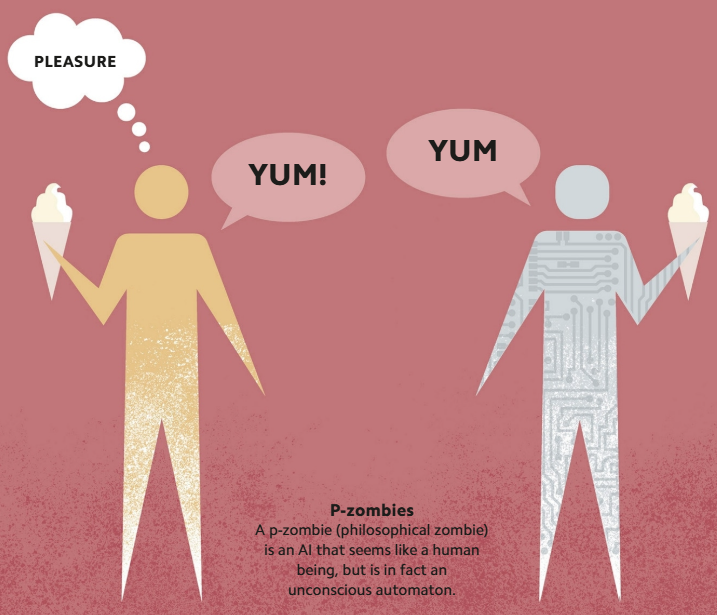 PLEASURE
YUM!
YUM
P-zombies
A p-zombie (philosophical zombie)
is an AI that seems like a human
being, but is in fact an
unconscious automaton.